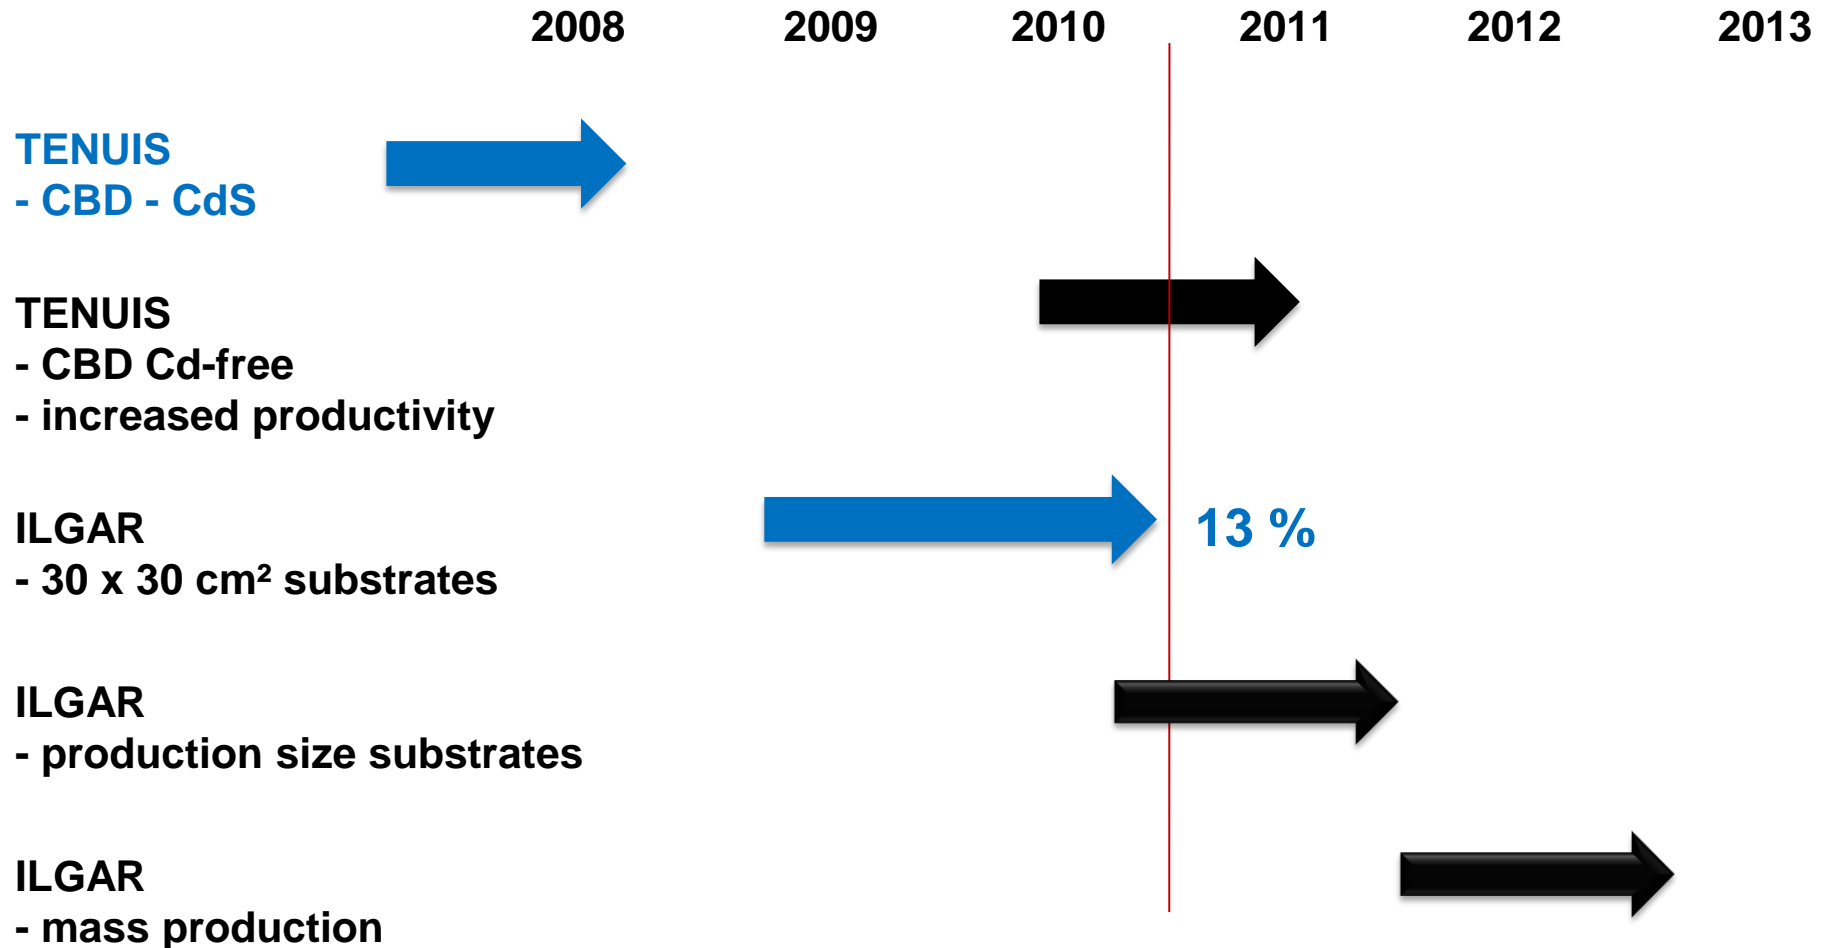 2008 2009 2010 2011 2012 2013
TENUIS
- CBD - CdS
TENUIS
- CBD Cd-free
- increased productivity
ILGAR
- 30 x 30 cm² substrates
13 %
ILGAR
- production size substrates
ILGAR
- mass production